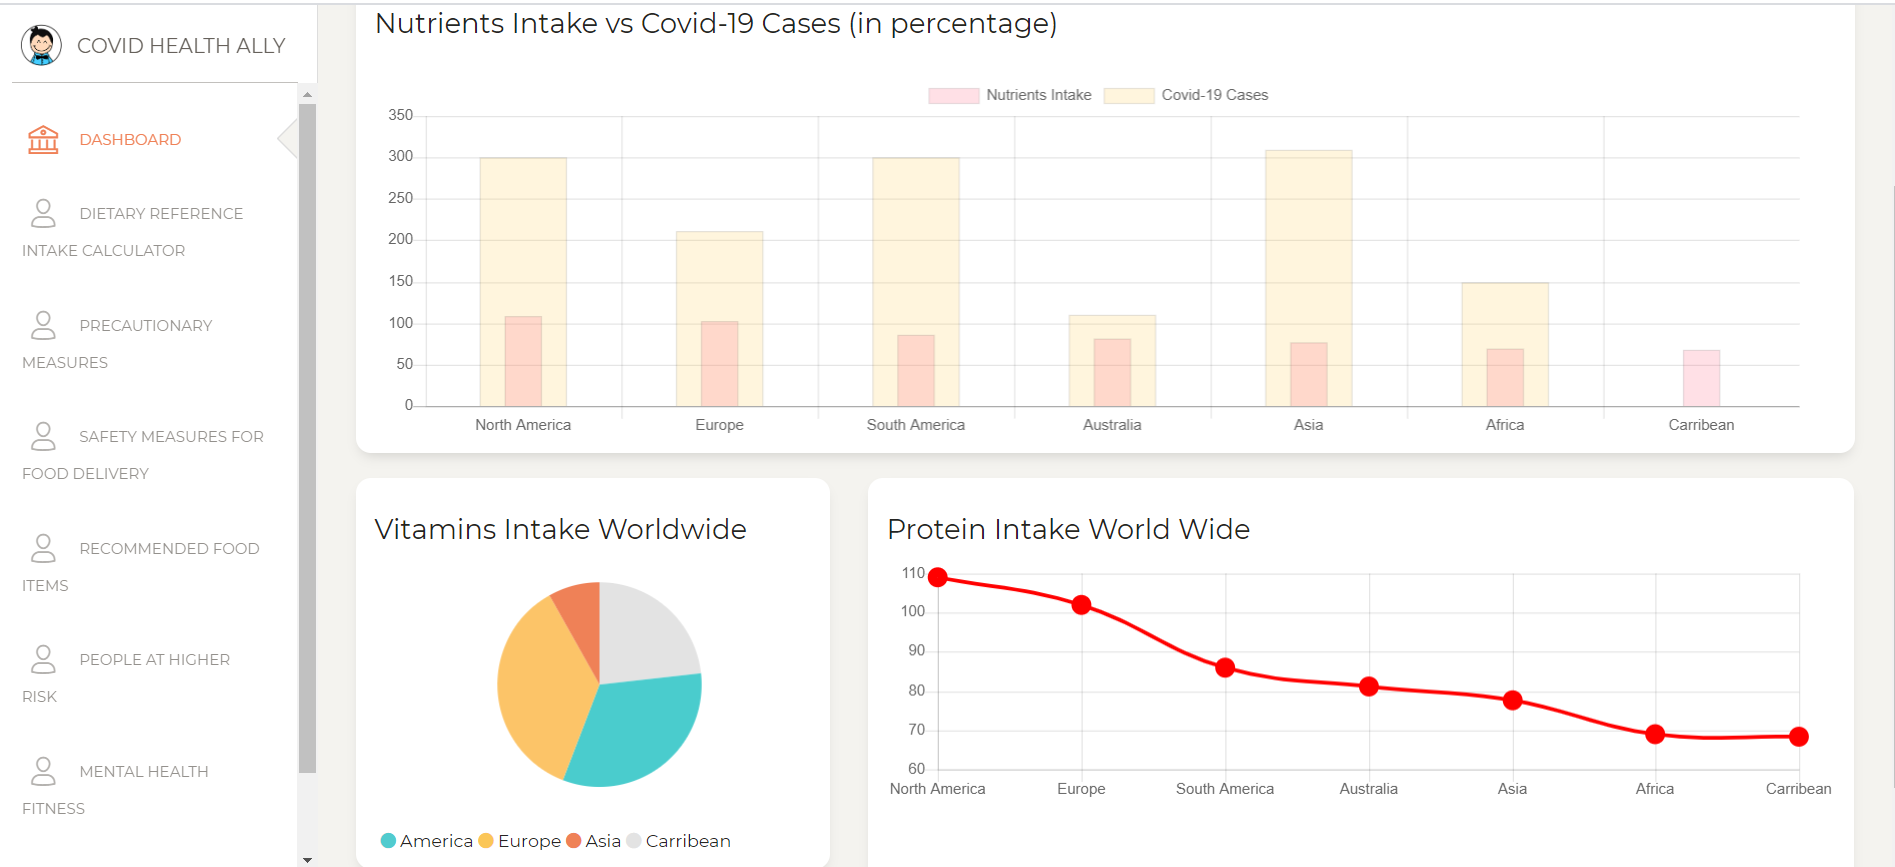 COVID HEALTH ALLY
DASHBOARD
DIETARY REFERENCE
INTAKE CALCULATOR
PRECAUTIONARY
MEASURES
SAFETY MEASURES FOR
FOOD DELIVERY
RECOMMENDED FOOD
ITEMS
PEOPLE AT HIGHER
RISK
MENTAL HEALTH
FITNESS
Nutrients Intake vs Covid-19 Cases (in percentage)
Nutrients Intake Covid-19 Cases
350
300
250
200
150
100
50
0
North America Europe South America Australia Asia Africa Carribean
Vitamins Intake Worldwide
America Europe Asia Carribean
Protein Intake World Wide
110
100
90
80
70
60
North America Europe South America Australia Asia Africa Carribean